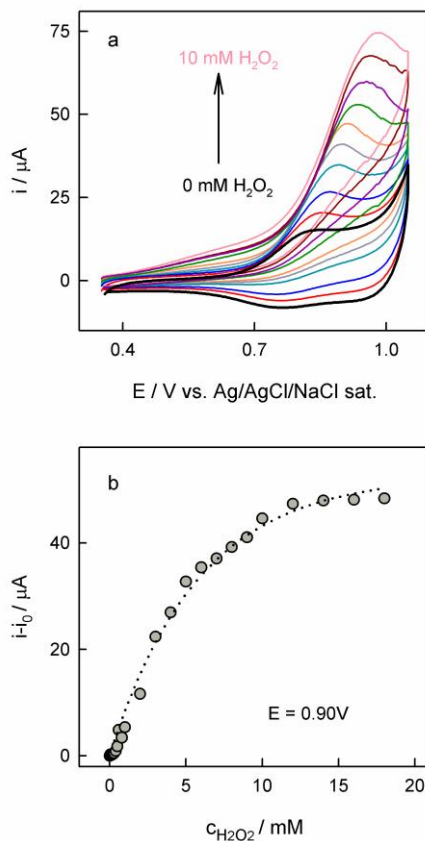 a
75
10 mM H₂O₂
50
i / µA
25
0 mM H₂O₂
0
0.4 0.7 1.0
E / V vs. Ag/AgCl/NaCl sat.
b
40
i-i₀ / µA
20
E = 0.90V
0
0 5 10 15 20
cH₂O₂ / mM